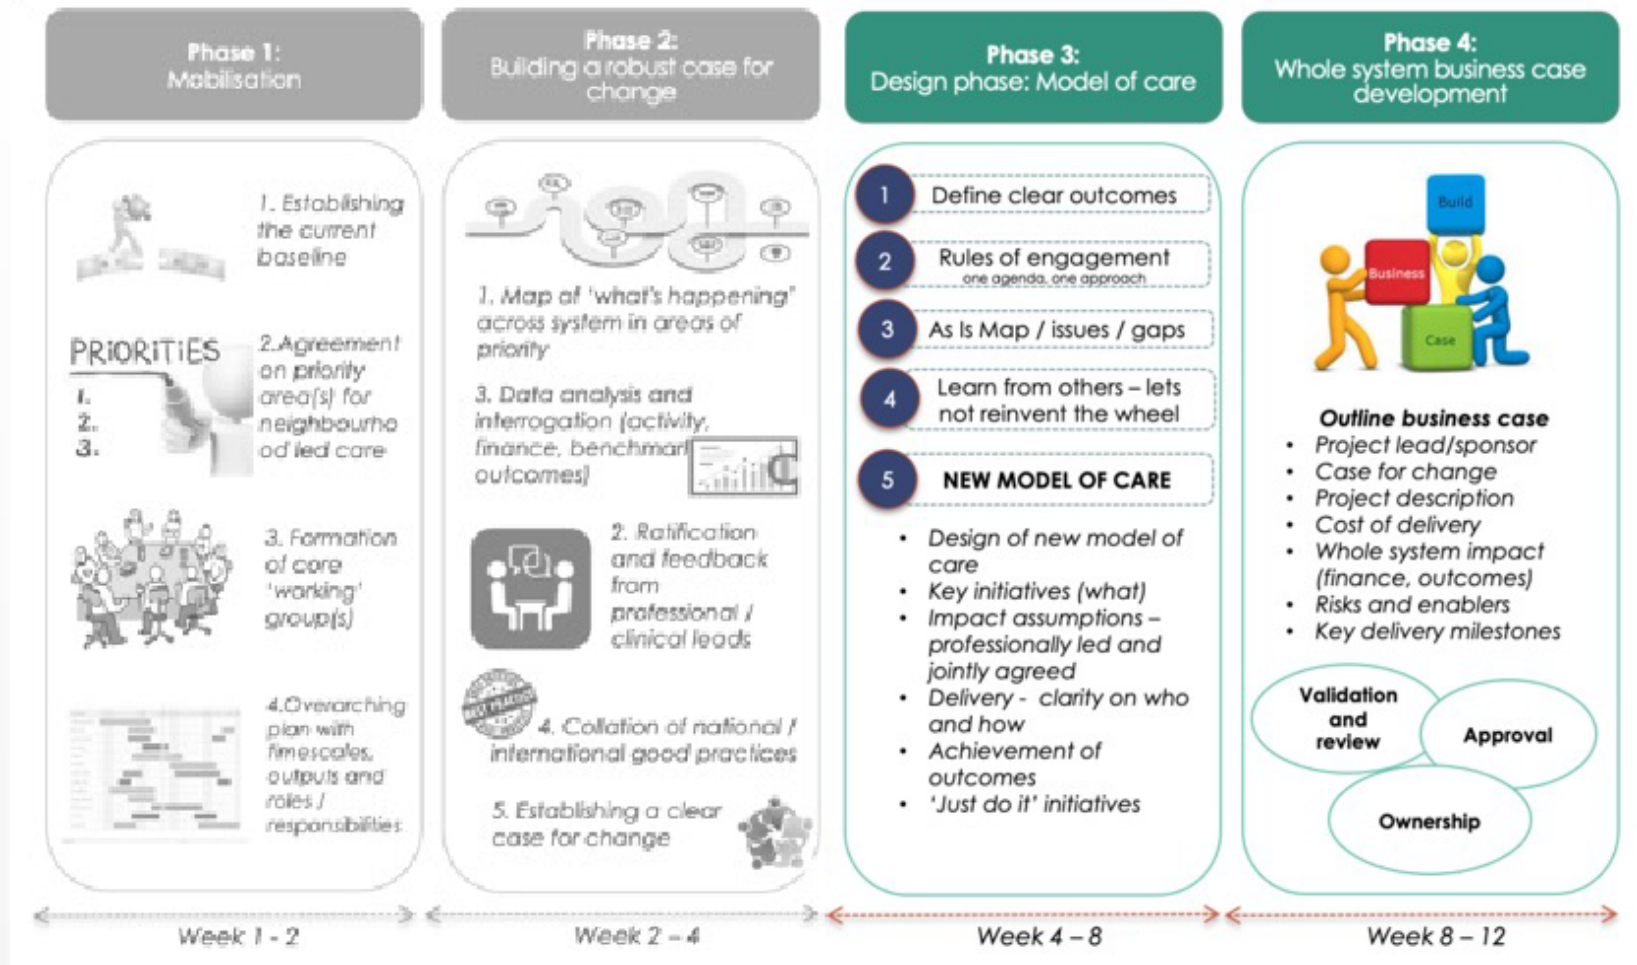 Phase 1:
Mobilisation
1. Establishing
the current
baseline
PRIORITIES
1.
2.
3.
2.Agreement
on priority
area(s) for
neighbourho
od led care
3. Formation
of core
'working'
group(s)
4.Overarching
plan with
timescales,
outputs and
roles /
responsibilities
Week 1 - 2
Phase 2:
Building a robust case for
change
1. Map of 'what's happening'
across system in areas of
priority
3. Data analysis and
interrogation (activity,
finance, benchmark
outcomes)
2. Ratification
and feedback
from
professional /
clinical leads
BEST PRACTICE
4. Collation of national /
international good practices
5. Establishing a clear
case for change
Week 2 – 4
Phase 3:
Design phase: Model of care
1
Define clear outcomes
2
Rules of engagement
one agenda, one approach
3
As Is Map / issues / gaps
4
Learn from others – lets
not reinvent the wheel
5
NEW MODEL OF CARE
• Design of new model of
care
• Key initiatives (what)
• Impact assumptions –
professionally led and
jointly agreed
• Delivery - clarity on who
and how
• Achievement of
outcomes
• 'Just do it' initiatives
Week 4 – 8
Phase 4:
Whole system business case
development
Build
Business
Case
Outline business case
• Project lead/sponsor
• Case for change
• Project description
• Cost of delivery
• Whole system impact
(finance, outcomes)
• Risks and enablers
• Key delivery milestones
Validation
and
review
Approval
Ownership
Week 8 – 12